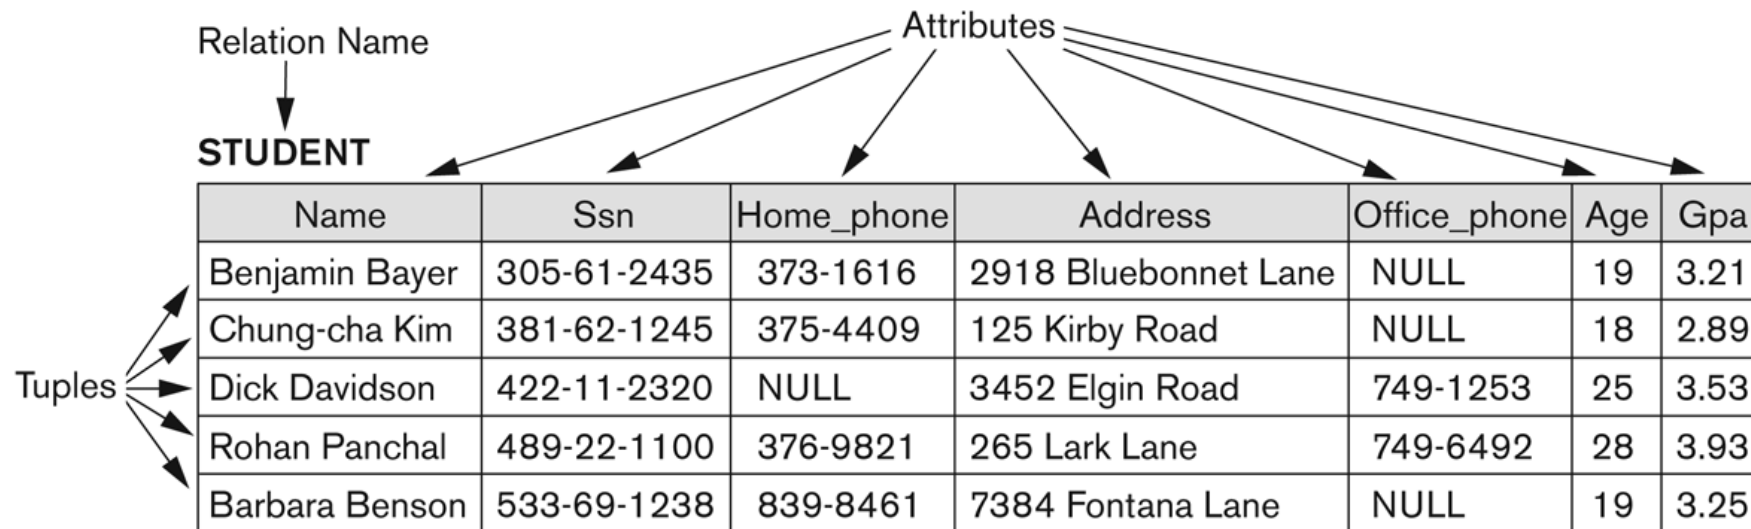 Attributes
Relation Name
STUDENT
Name Ssn Home_phone Address Office_phone Age Gpa
Benjamin Bayer 305-61-2435 373-1616 2918 Bluebonnet Lane NULL 19 3.21
Chung-cha Kim 381-62-1245 375-4409 125 Kirby Road NULL 18 2.89
Tuples Dick Davidson 422-11-2320 NULL 3452 Elgin Road 749-1253 25 3.53
Rohan Panchal 489-22-1100 376-9821 265 Lark Lane 749-6492 28 3.93
Barbara Benson 533-69-1238 839-8461 7384 Fontana Lane NULL 19 3.25